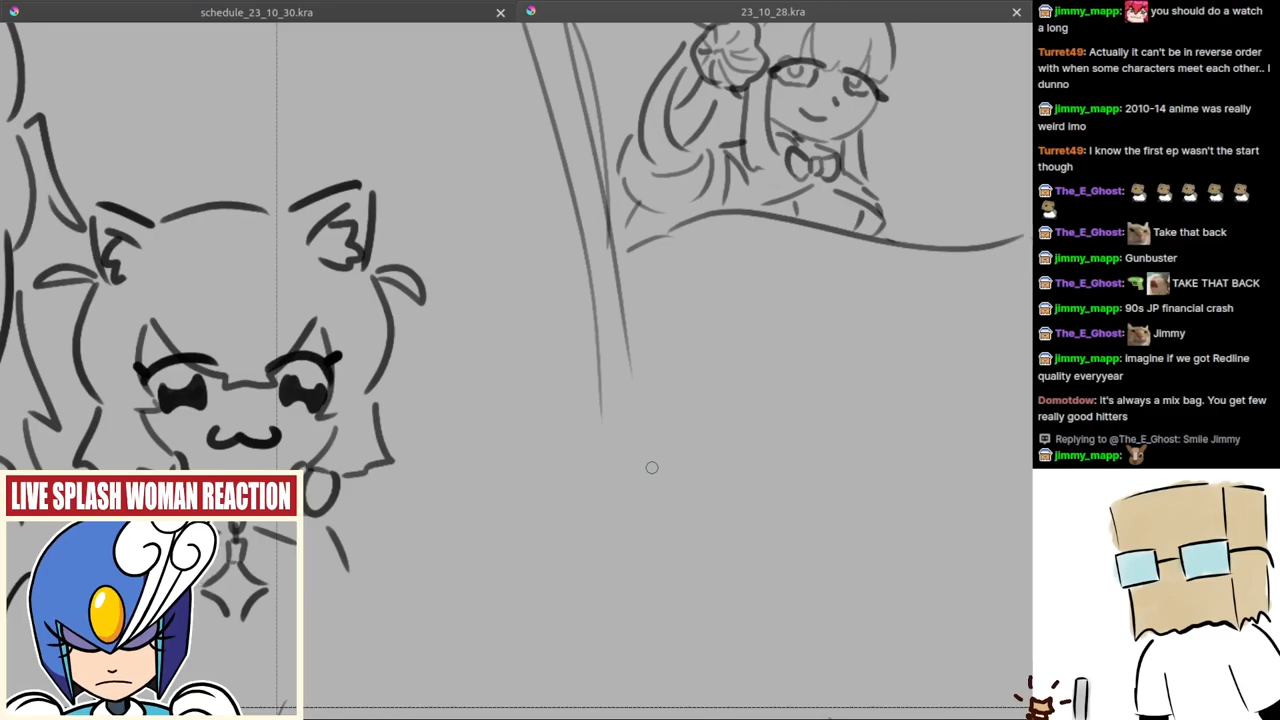 schedule_23_10_30.kra
23_10_28.kra
jimmy_mapp: you should do a watch
a long
Turret49: Actually it can't be in reverse order
with when some characters meet each other.. I
dunno
jimmy_mapp: 2010-14 anime was really
weird imo
Turret49: I know the first ep wasn't the start
though
The_E_Ghost:
The_E_Ghost: Take that back
jimmy_mapp: Gunbuster
The_E_Ghost: TAKE THAT BACK
jimmy_mapp: 90s JP financial crash
The_E_Ghost: Jimmy
jimmy_mapp: Imagine if we got Redline
quality everyyear
Domotdow: it's always a mix bag. You get few
really good hitters
Replying to @The_E_Ghost: Smile Jimmy
jimmy_mapp:
LIVE SPLASH WOMAN REACTION